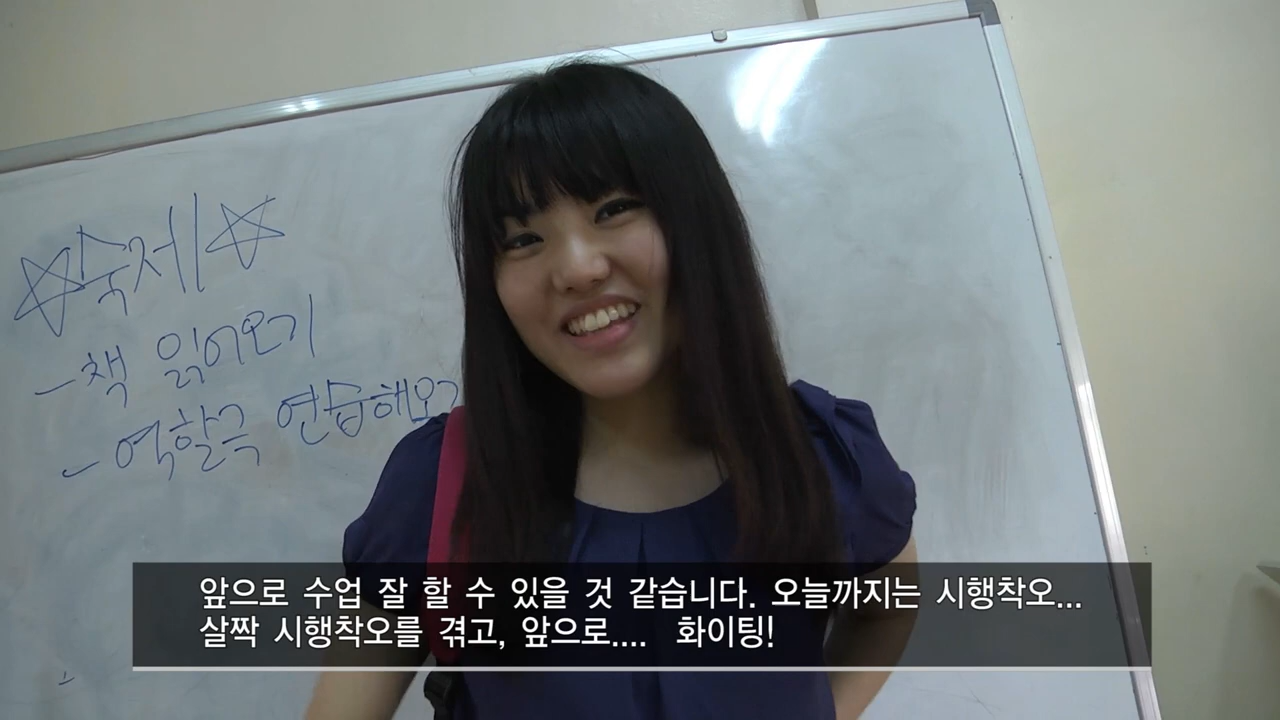 ☆숙제☆
- 책 읽어오기
- 역할극 연습해오기
앞으로 수업 잘 할 수 있을 것 같습니다. 오늘까지는 시행착오...
살짝 시행착오를 겪고, 앞으로.... 화이팅!